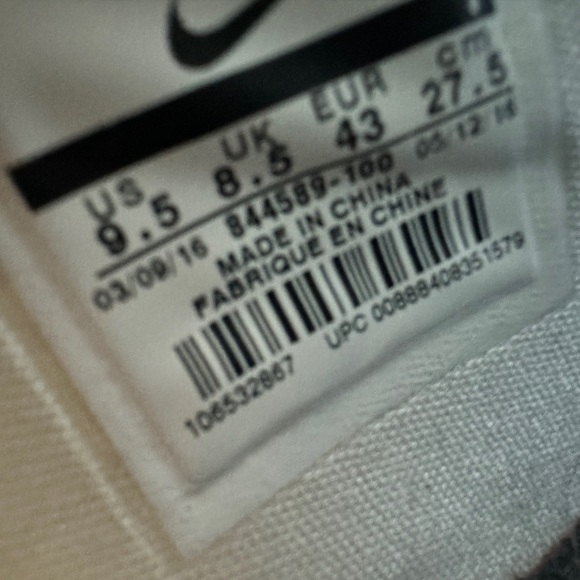 US UK EUR cm
9.5 8.5 43 27.5
03/09/16 844589-100 05/12/16
MADE IN CHINA
FABRIQUE EN CHINE
106532867 UPC 00888408351579